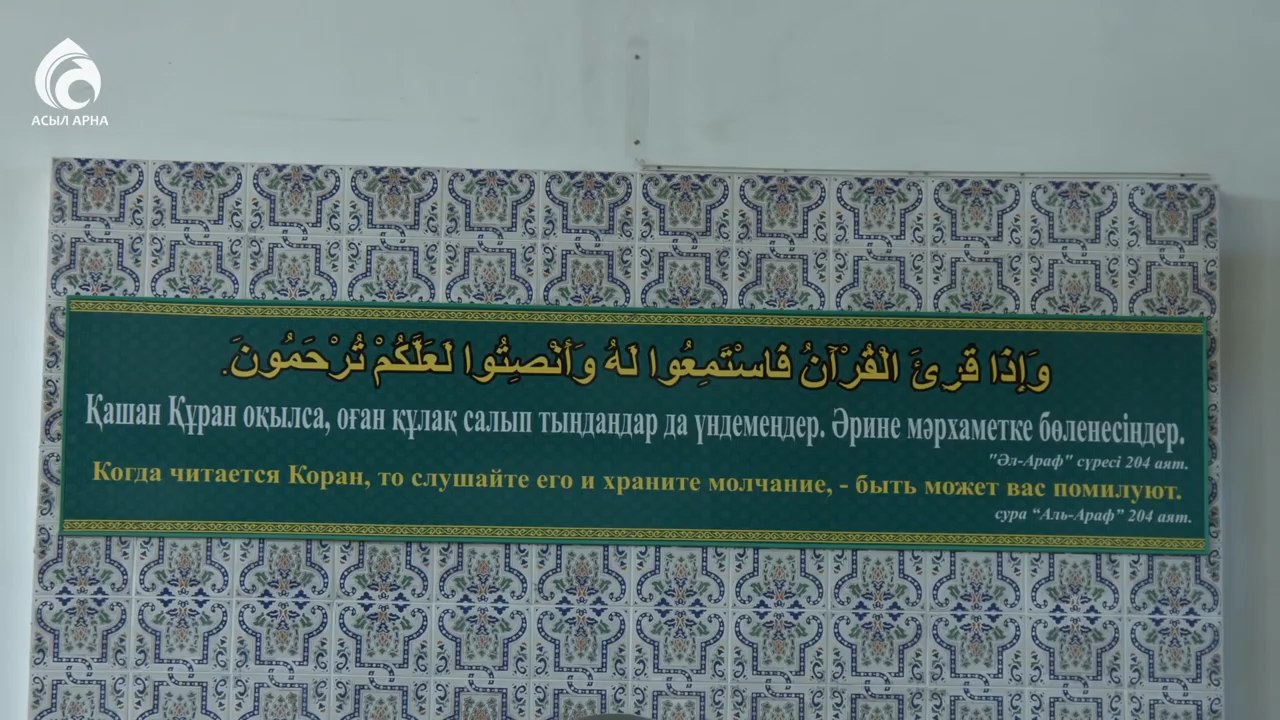 АСЫЛ АРНА
وَإِذَا قُرِئَ الْقُرْآنُ فَاسْتَمِعُوا لَهُ وَأَنْصِتُوا لَعَلَّكُمْ تُرْحَمُونَ.
Қашан Құран оқылса, оған құлақ салып тыңдаңдар да үндемеңдер. Әрине мәрхаметке бөленесіңдер.
"Әл-Араф" сүресі 204 аят.
Когда читается Коран, то слушайте его и храните молчание, - быть может вас помилуют.
сура “Аль-Араф” 204 аят.